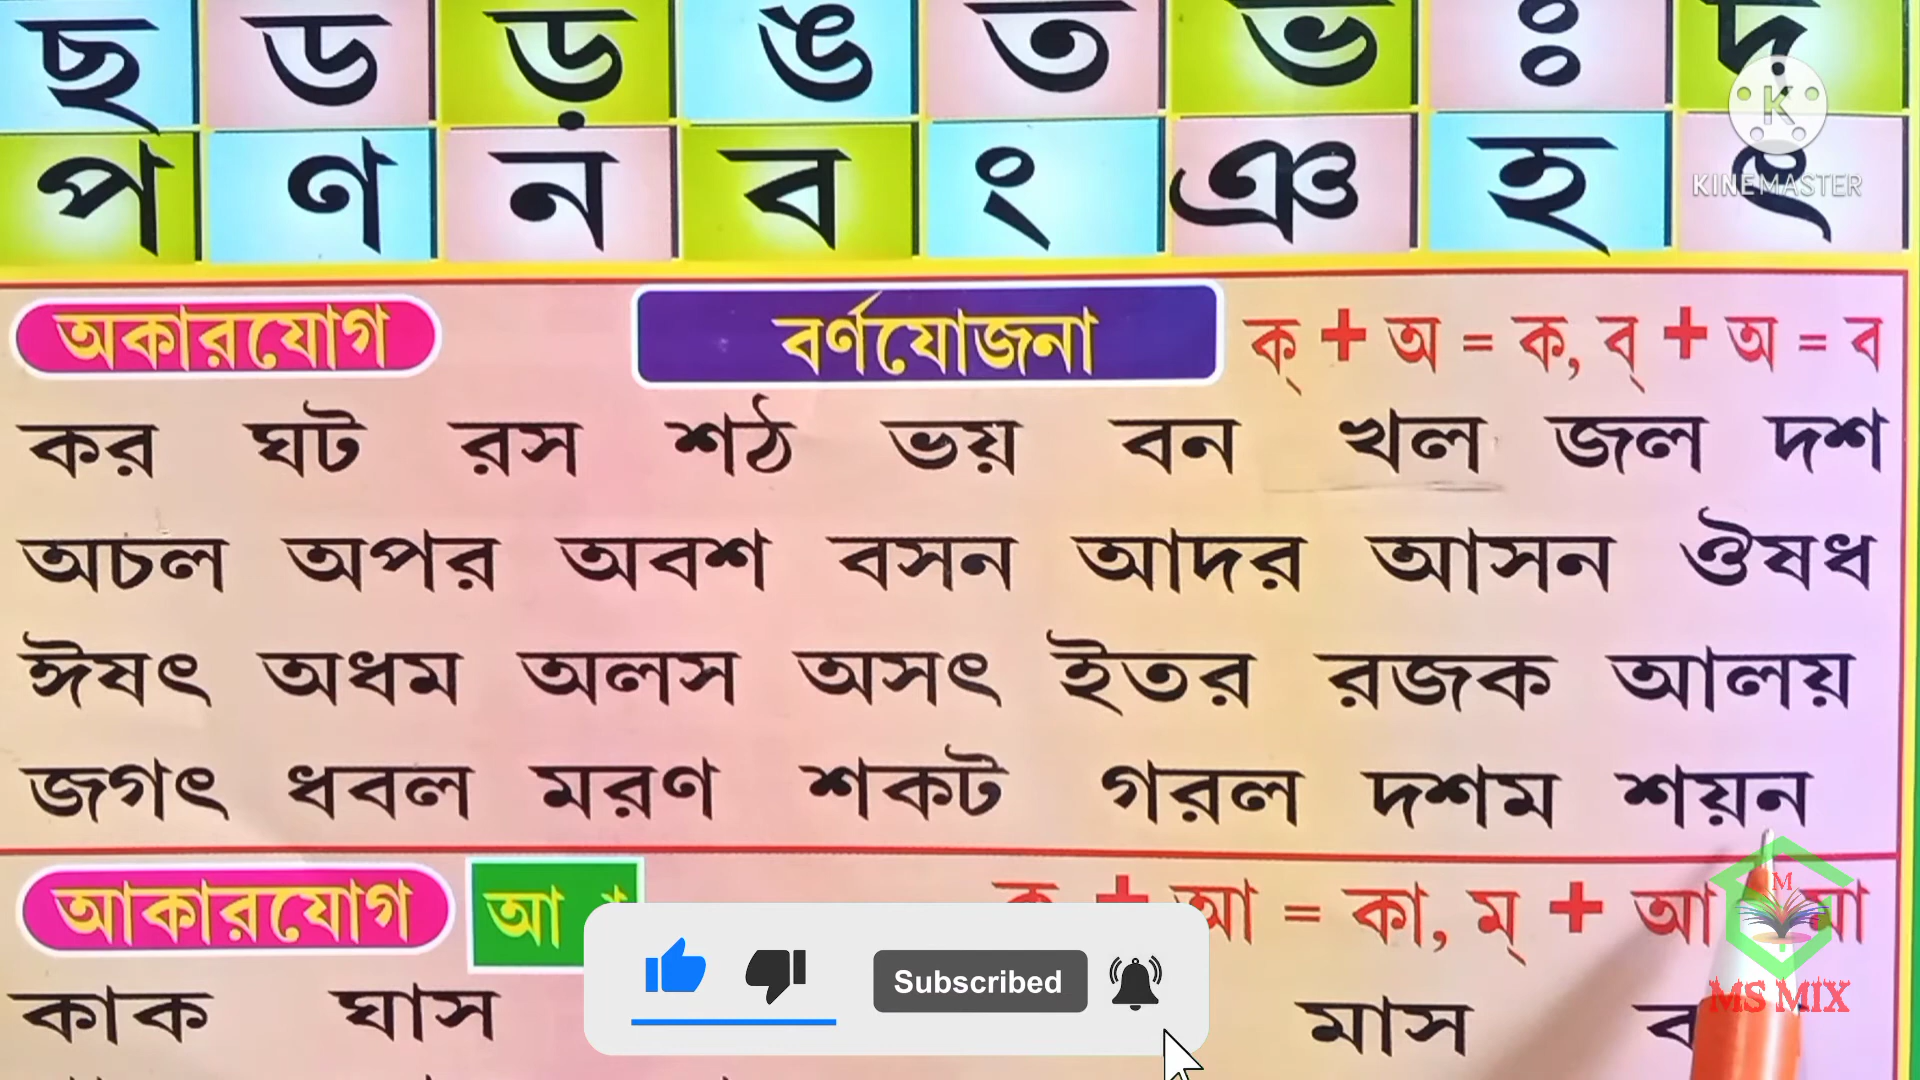 ছ ড ড় ঙ ত ভ ঃ দ
প ণ ন ব ং ঞ হ ৎ
KINEMASTER
অকারযোগ বর্ণযোজনা ক্ + অ = ক, ব্ + অ = ব
কর ঘট রস শঠ ভয় বন খল জল দশ
অচল অপর অবশ বসন আদর আসন ঔষধ
ঈষৎ অধম অলস অসৎ ইতর রজক আলয়
জগৎ ধবল মরণ শকট গরল দশম শয়ন
আকারযোগ আ া ক্ + আ = কা, ম্ + আ মা
কাক ঘাস মাস
Subscribed
M
MS MIX